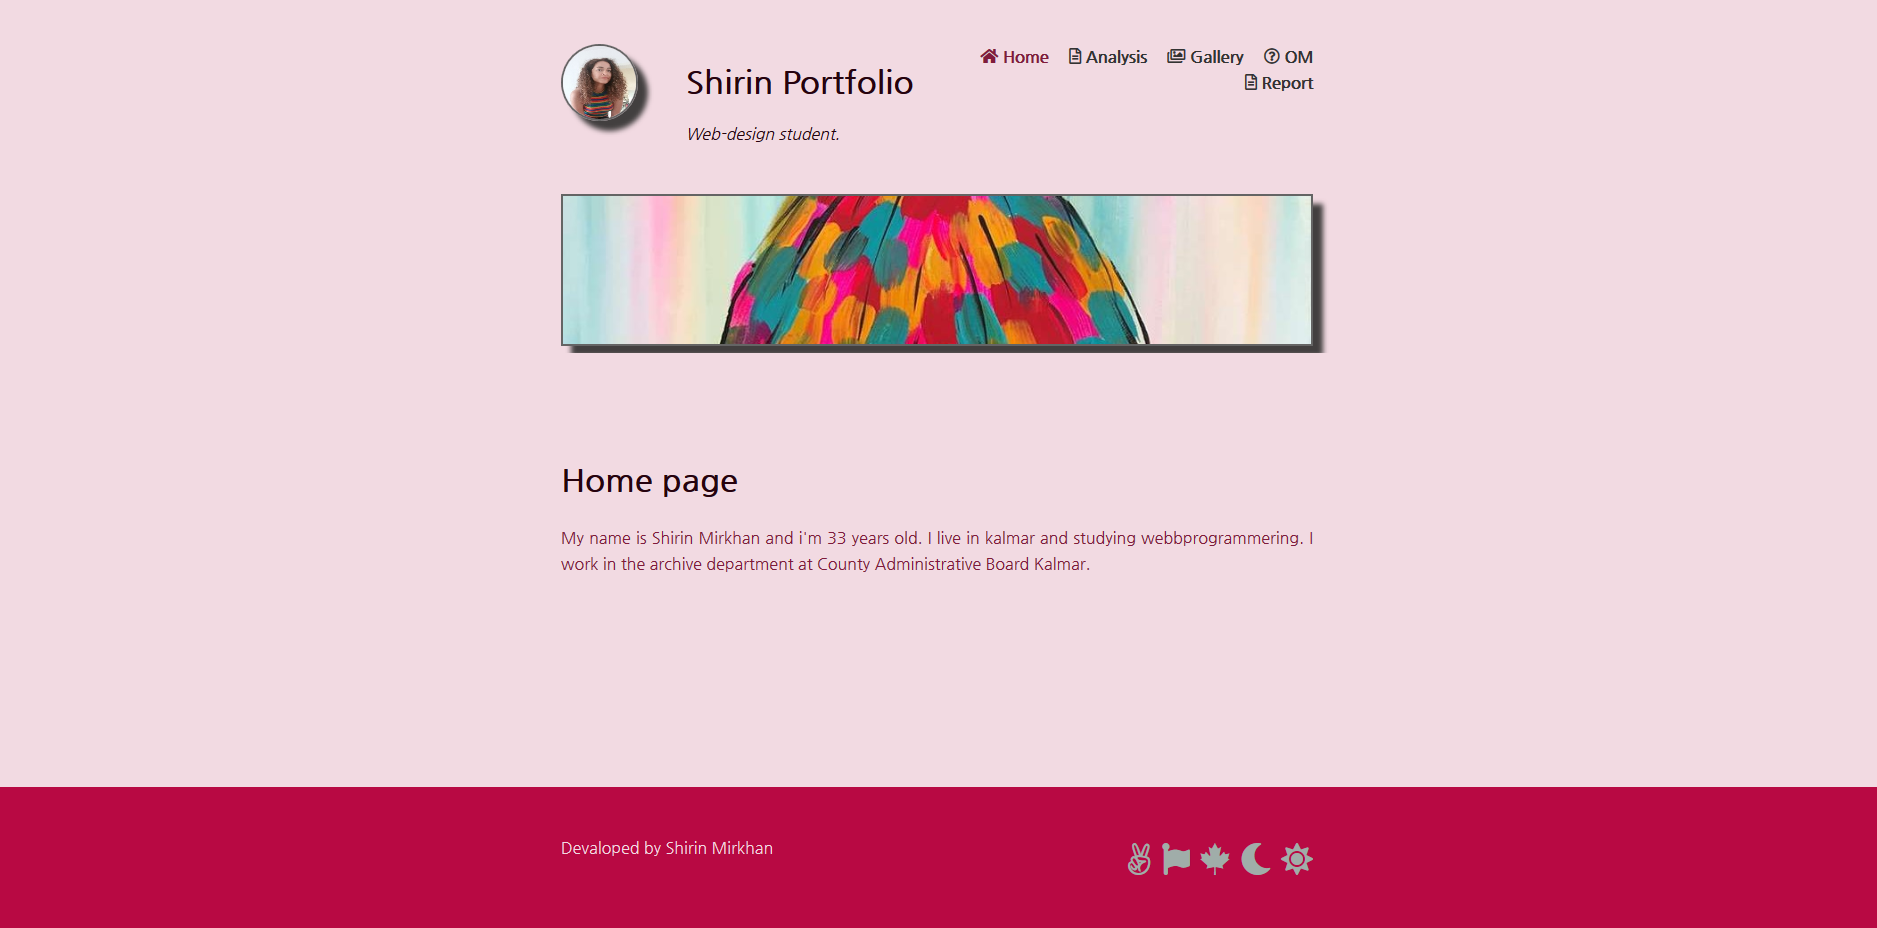 Shirin Portfolio
Web-design student.
Home Analysis Gallery OM
Report
Home page
My name is Shirin Mirkhan and i'm 33 years old. I live in kalmar and studying webbprogrammering. I
work in the archive department at County Administrative Board Kalmar.
Devaloped by Shirin Mirkhan